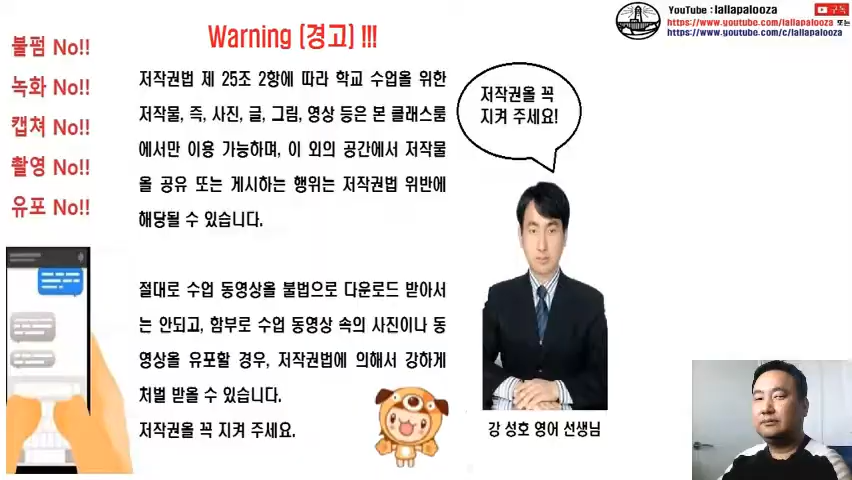 YouTube : lallapalooza 구독
https://www.youtube.com/lallapalooza 또는
https://www.youtube.com/c/lallapalooza
Warning (경고) !!!
불펌 No!!
녹화 No!!
캡쳐 No!!
촬영 No!!
유포 No!!
저작권법 제 25조 2항에 따라 학교 수업을 위한
저작물, 즉, 사진, 글, 그림, 영상 등은 본 클래스룸
에서만 이용 가능하며, 이 외의 공간에서 저작물
을 공유 또는 게시하는 행위는 저작권법 위반에
해당될 수 있습니다.
절대로 수업 동영상을 불법으로 다운로드 받아서
는 안되고, 함부로 수업 동영상 속의 사진이나 동
영상을 유포할 경우, 저작권법에 의해서 강하게
처벌 받을 수 있습니다.
저작권을 꼭 지켜 주세요.
저작권을 꼭
지켜 주세요!
강 성호 영어 선생님